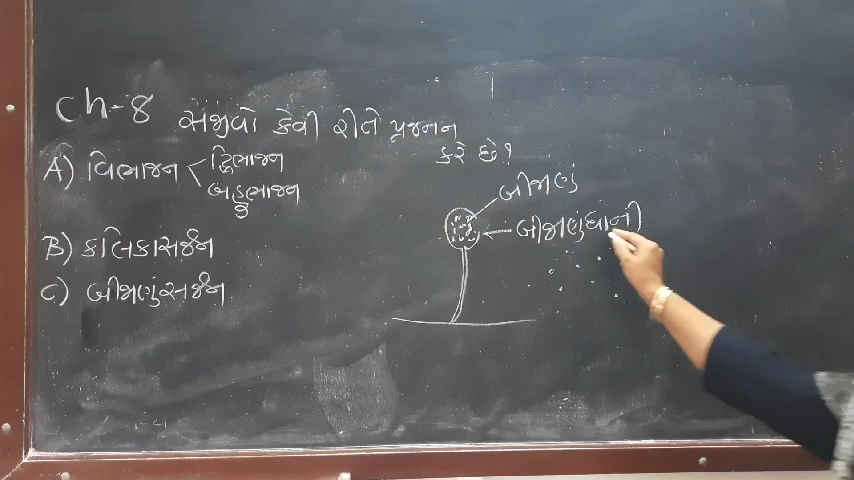 Ch-8 સજીવો કેવી રીતે પ્રજનન
કરે છે?
A) વિભાજન < દ્વિભાજન
બહુભાજન
બીજાણું
બીજાણુંધાની
B) કલિકાસર્જન
C) બીજાણુંસર્જન